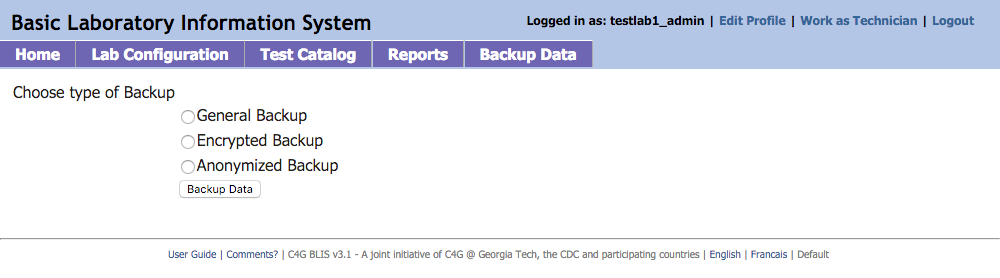 Basic Laboratory Information System
Logged in as: testlab1_admin | Edit Profile | Work as Technician | Logout
Home Lab Configuration Test Catalog Reports Backup Data
Choose type of Backup
General Backup
Encrypted Backup
Anonymized Backup
Backup Data
User Guide | Comments? | C4G BLIS v3.1 - A joint initiative of C4G @ Georgia Tech, the CDC and participating countries | English | Francais | Default